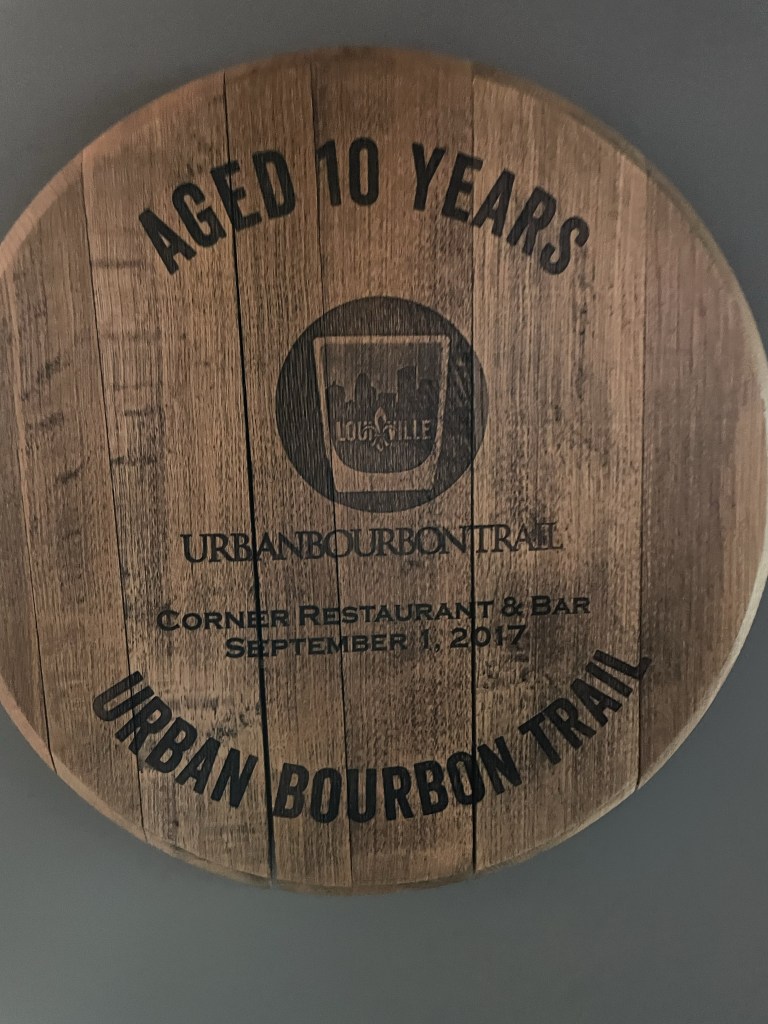 AGED 10 YEARS
LOUISVILLE
URBANBOURBONTRAIL
CORNER RESTAURANT & BAR
SEPTEMBER 1, 2017
URBAN BOURBON TRAIL